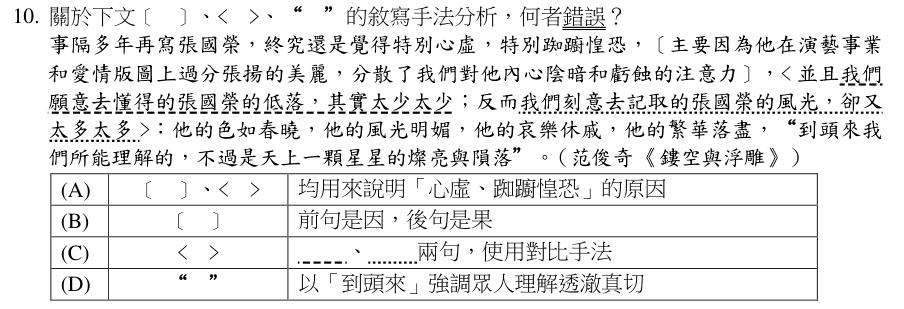 10. 關於下文〔　〕、<　>、“　”的敘寫手法分析，何者錯誤？
事隔多年再寫張國榮，終究還是覺得特別心虛，特別踟躕惶恐，〔主要因為他在演藝事業
和愛情版圖上過分張揚的美麗，分散了我們對他內心陰暗和虧蝕的注意力〕，<並且我們
願意去懂得的張國榮的低落，其實太少太少；反而我們刻意去記取的張國榮的風光，卻又
太多太多>：他的色如春曉，他的風光明媚，他的哀樂休戚，他的繁華落盡，“到頭來我
們所能理解的，不過是天上一顆星星的燦亮與隕落”。（范俊奇《鏤空與浮雕》）
(A) 〔　〕、<　> 均用來說明「心虛、踟躕惶恐」的原因
(B) 〔　〕 前句是因，後句是果
(C) <　> 、兩句，使用對比手法
(D) “　” 以「到頭來」強調眾人理解透澈真切